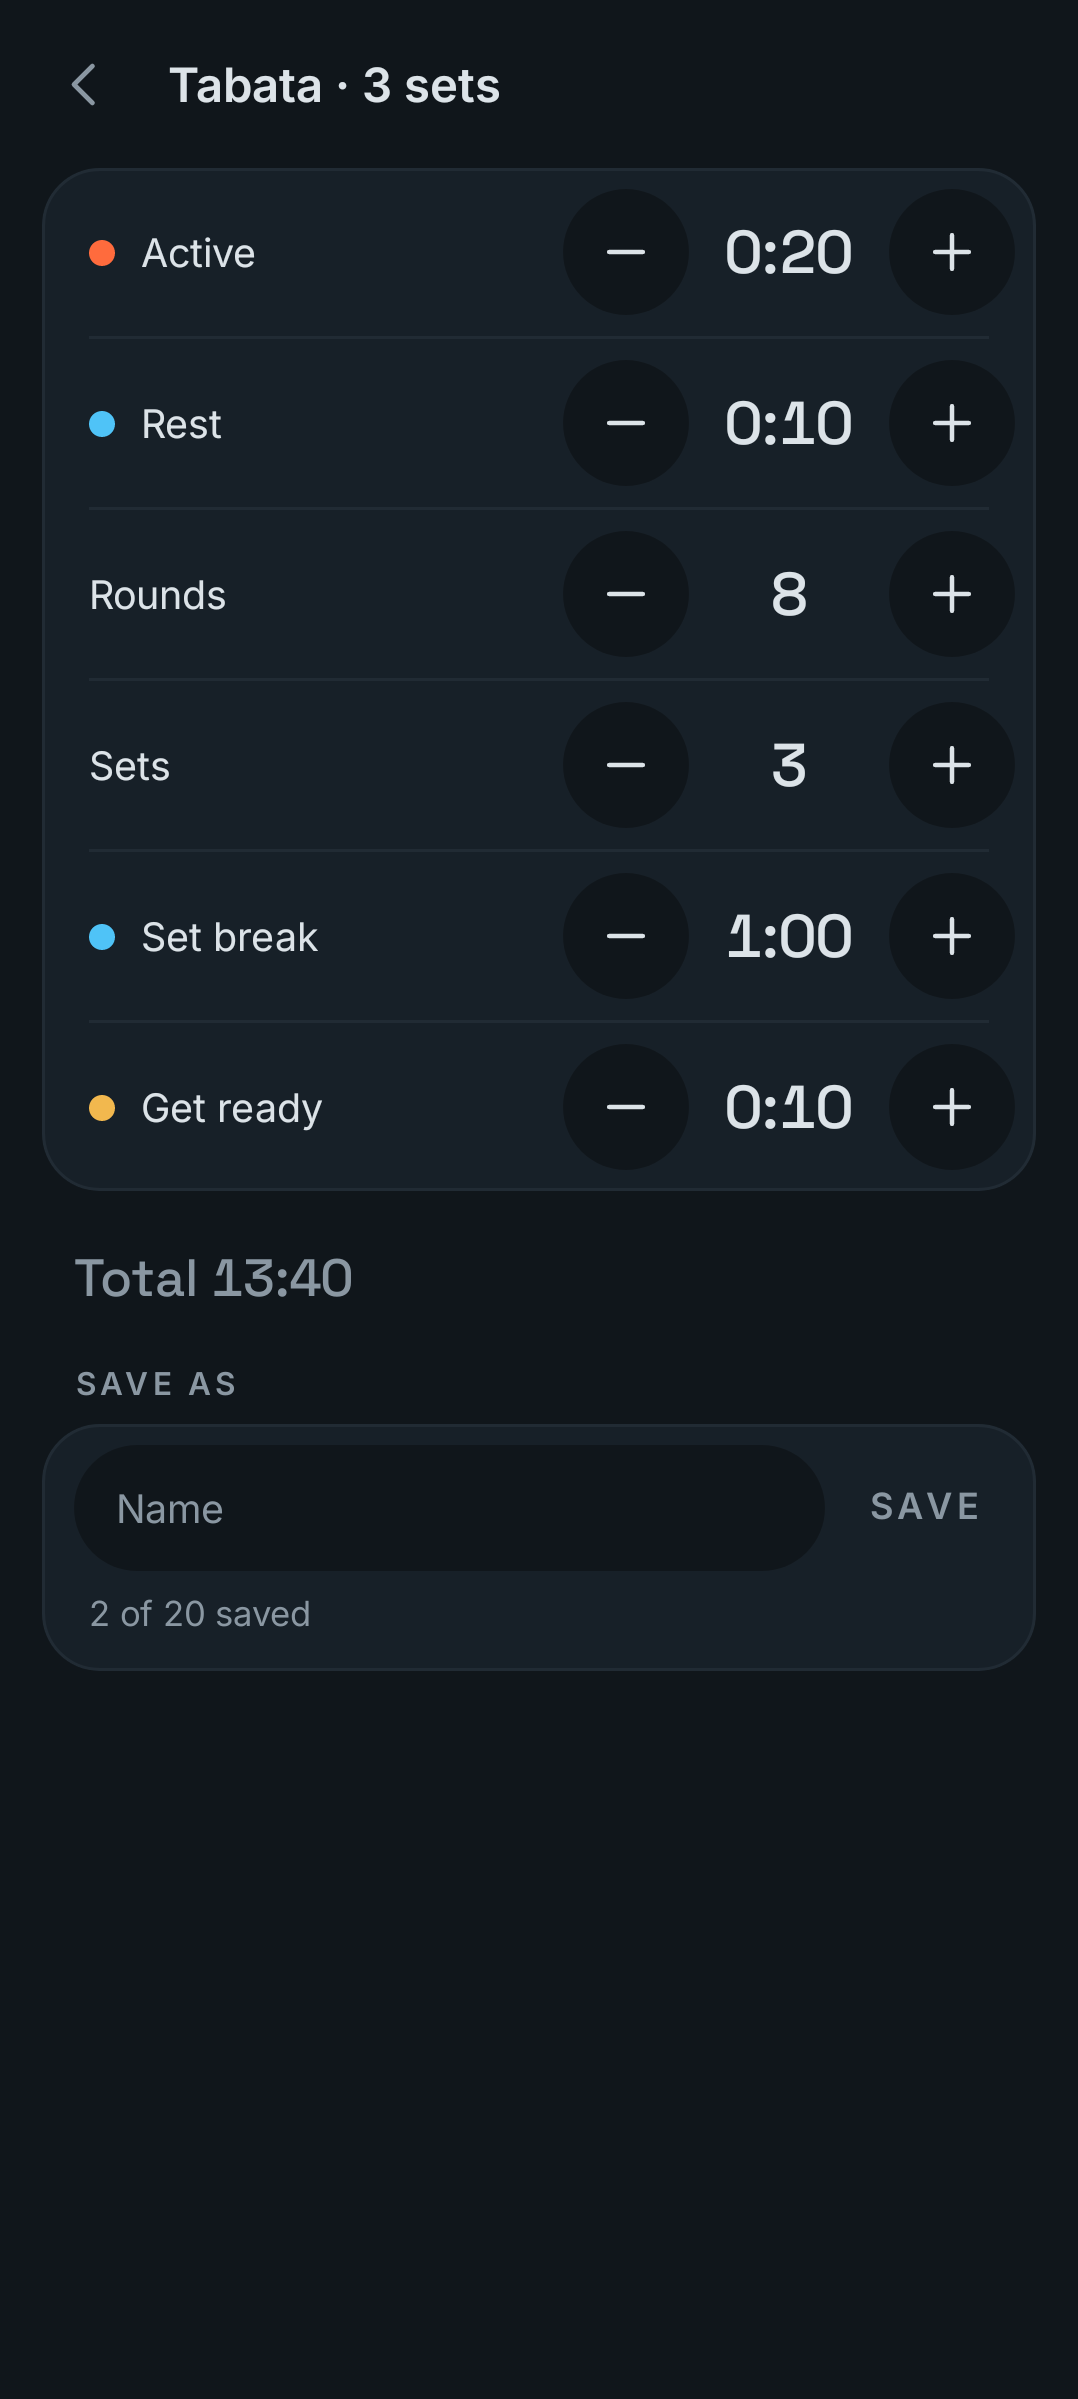 Tabata · 3 sets
Active − 0:20 +
Rest − 0:10 +
Rounds − 8 +
Sets − 3 +
Set break − 1:00 +
Get ready − 0:10 +
Total 13:40
SAVE AS
Name SAVE
2 of 20 saved